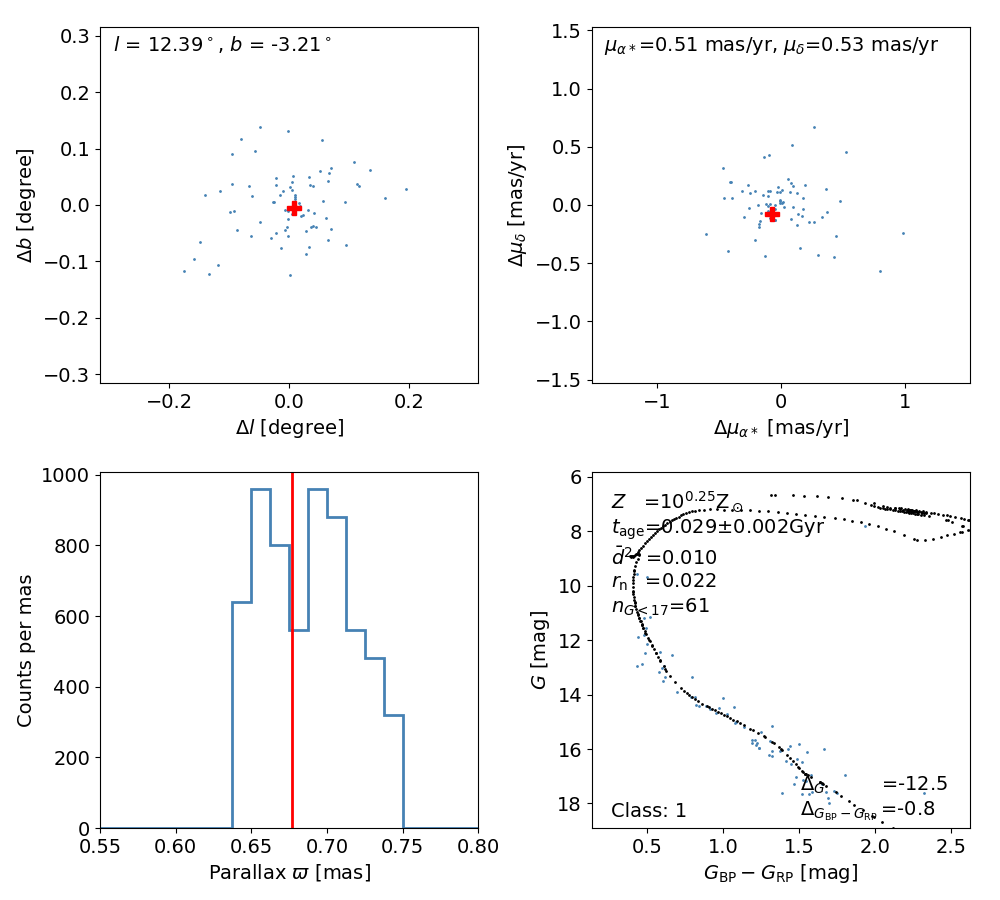 l = 12.39°, b = -3.21°
0.3
0.2
0.1
0.0
−0.1
−0.2
−0.3
Δb [degree]
−0.2 0.0 0.2
Δl [degree]
μα*=0.51 mas/yr, μδ=0.53 mas/yr
1.5
1.0
0.5
0.0
−0.5
−1.0
−1.5
Δμδ [mas/yr]
−1 0 1
Δμα* [mas/yr]
1000
800
600
400
200
0
Counts per mas
0.55 0.60 0.65 0.70 0.75 0.80
Parallax ϖ [mas]
Z =10^0.25 Z⊙
t_age=0.029±0.002Gyr
d̄² =0.010
r_n =0.022
n_G<17=61
6
8
10
12
14
16
18
G [mag]
Δ_G =-12.5
Δ_GBP−GRP =-0.8
Class: 1
0.5 1.0 1.5 2.0 2.5
G_BP − G_RP [mag]